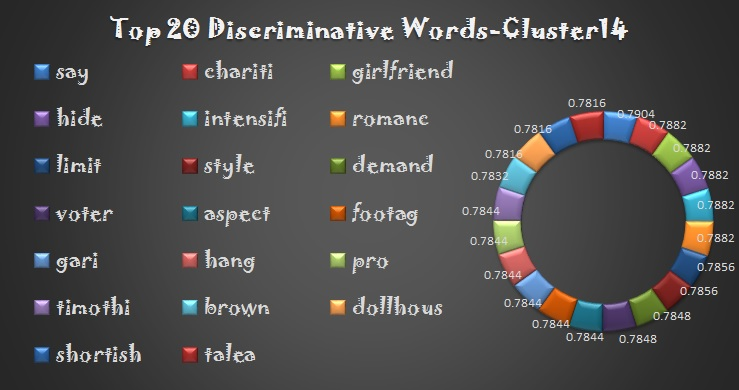 Top 20 Discriminative Words-Cluster14
say chariti girlfriend
hide intensifi romanc
limit style demand
voter aspect footag
gari hang pro
timothi brown dollhous
shortish talea
0.7904
0.7882
0.7882
0.7882
0.7882
0.7882
0.7856
0.7856
0.7848
0.7848
0.7844
0.7844
0.7844
0.7844
0.7844
0.7844
0.7832
0.7816
0.7816
0.7816